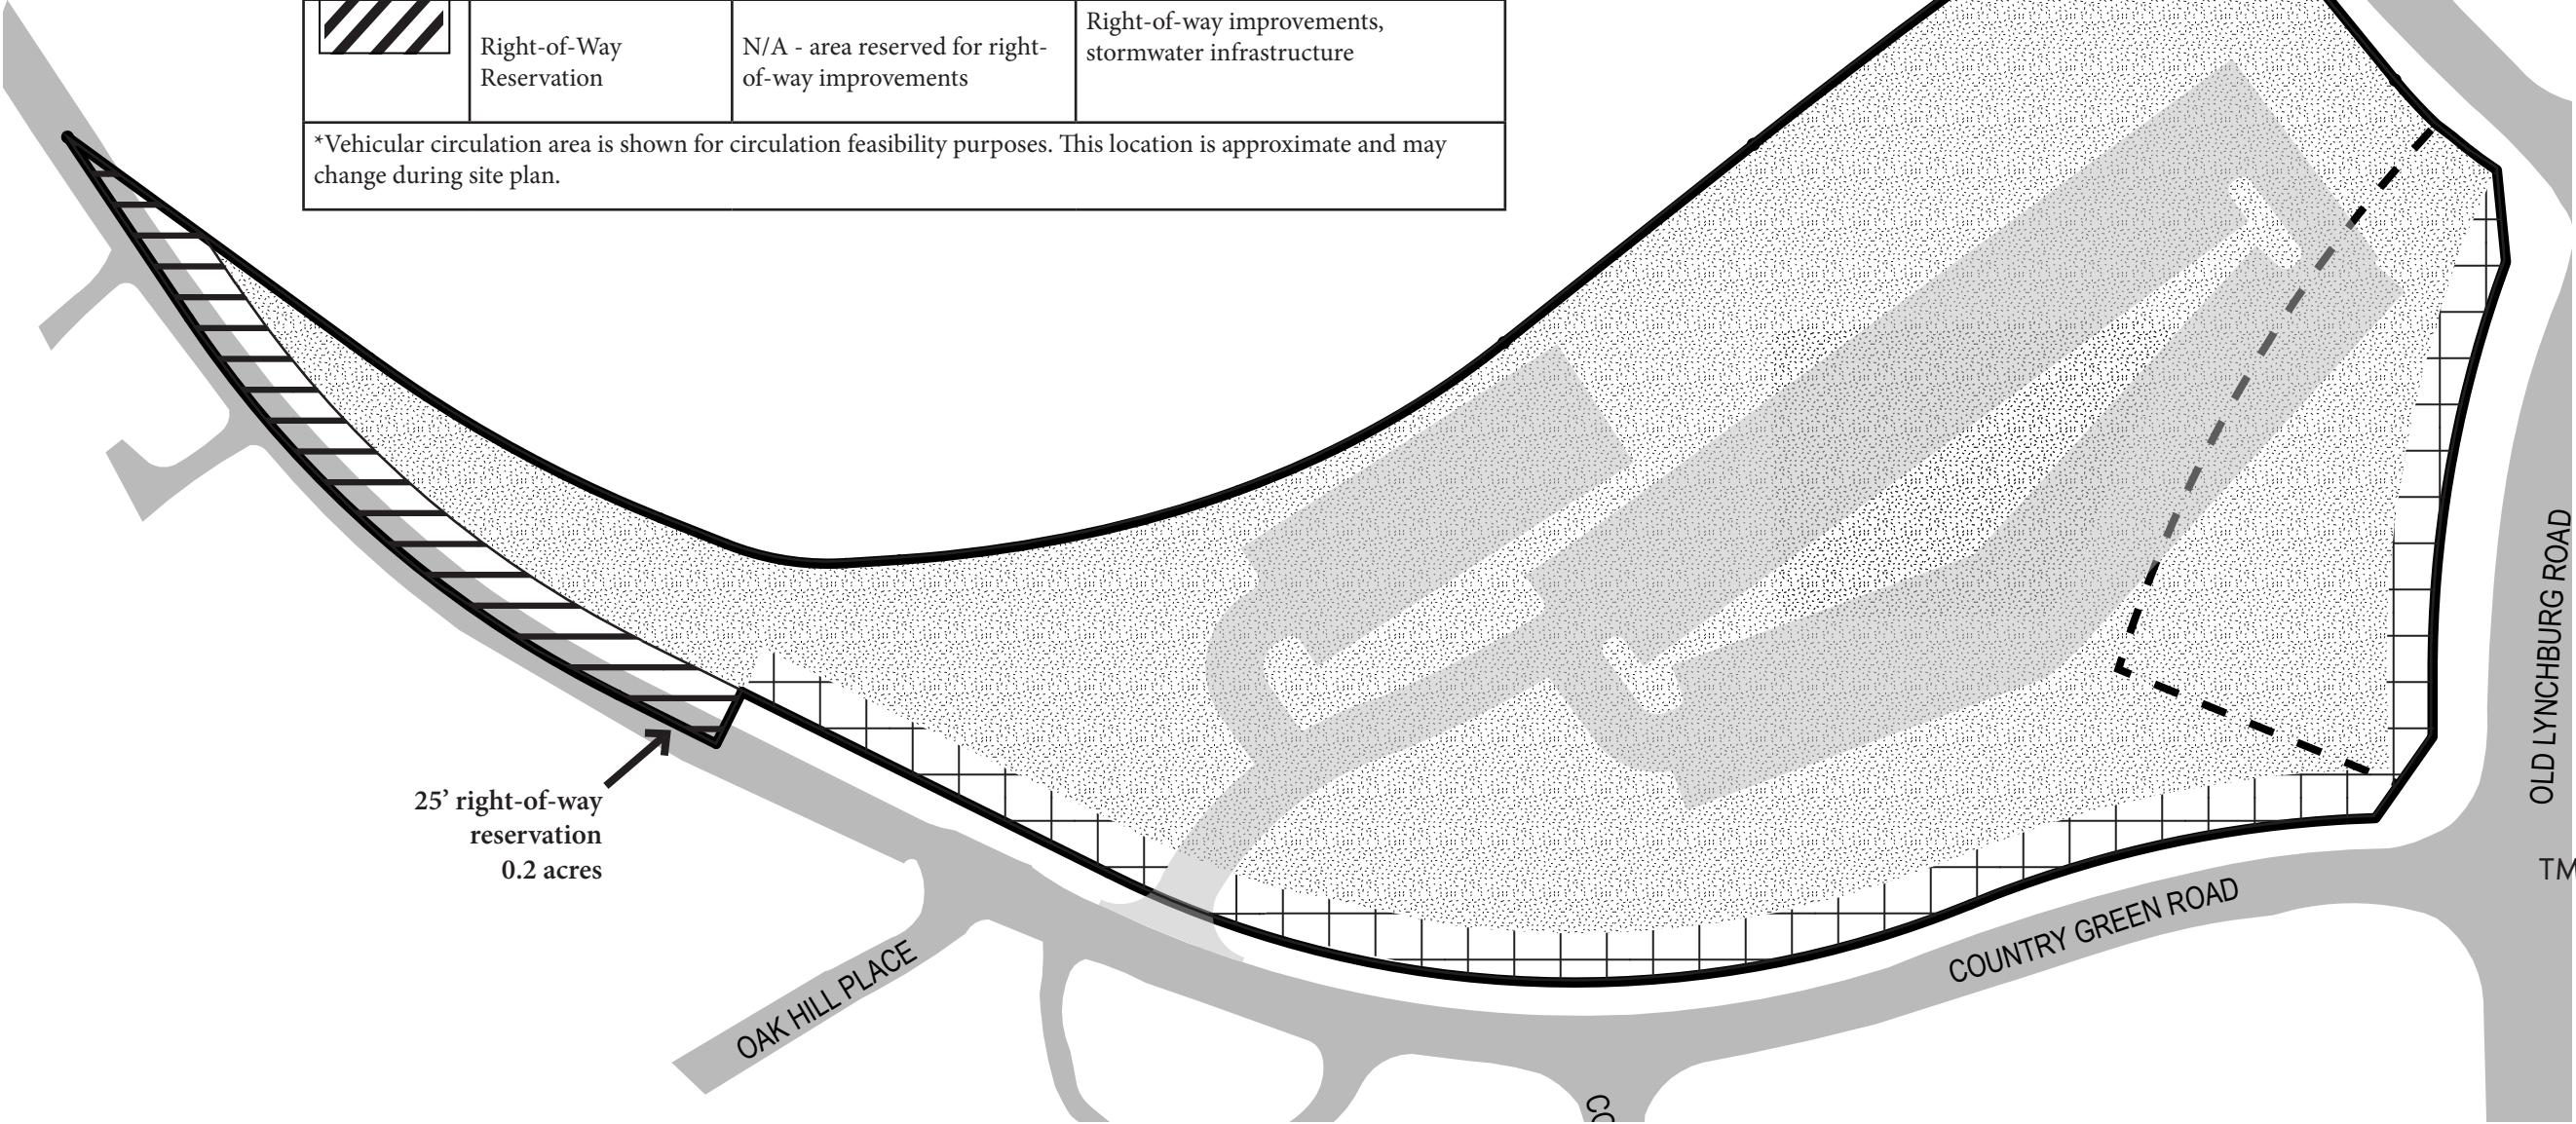 Right-of-Way
Reservation
N/A - area reserved for right-
of-way improvements
Right-of-way improvements,
stormwater infrastructure
*Vehicular circulation area is shown for circulation feasibility purposes. This location is approximate and may
change during site plan.
25’ right-of-way
reservation
0.2 acres
OAK HILL PLACE
COUNTRY GREEN ROAD
OLD LYNCHBURG ROAD
TM
CO